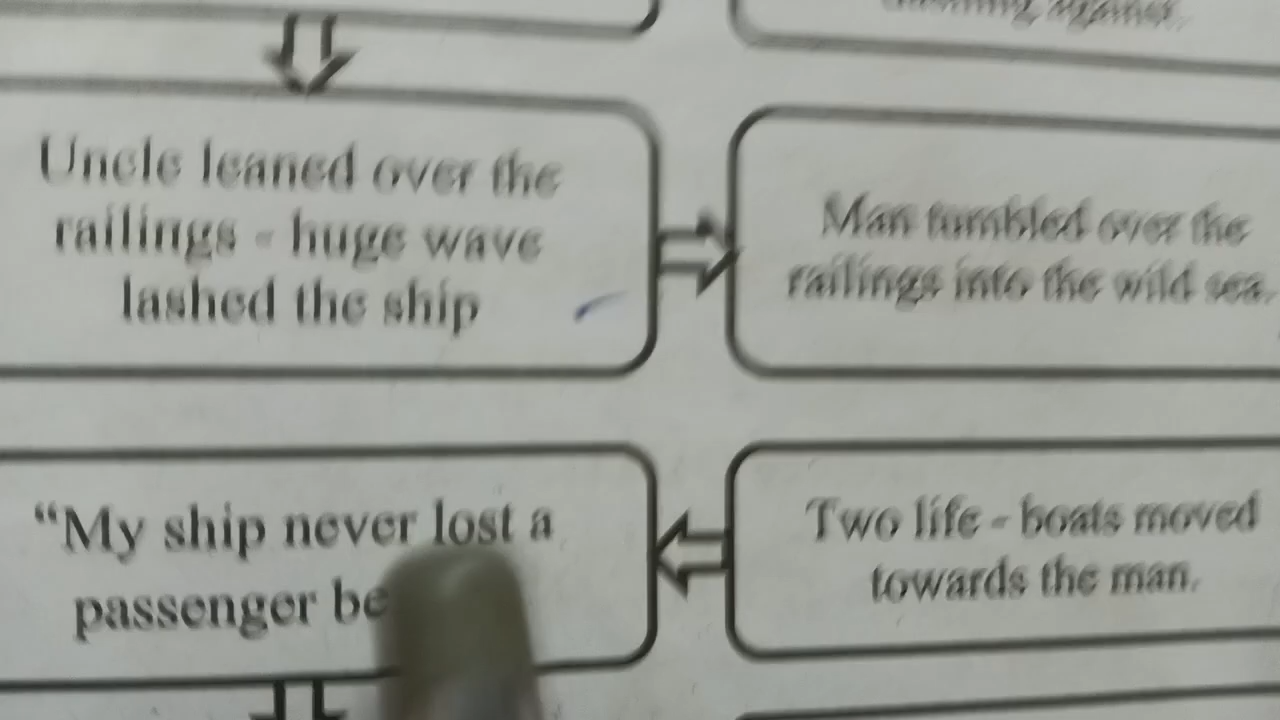 against.
Uncle leaned over the
railings - huge wave
lashed the ship
Man tumbled over the
railings into the wild sea.
Two life - boats moved
towards the man.
“My ship never lost a
passenger